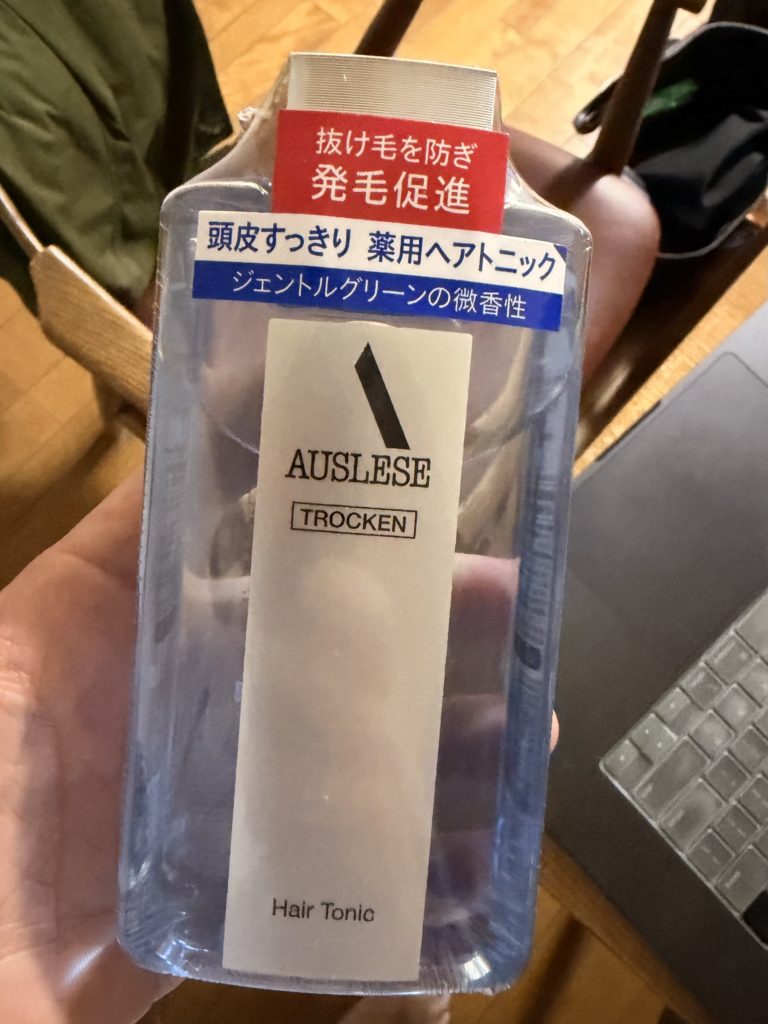 抜け毛を防ぎ
発毛促進
頭皮すっきり 薬用ヘアトニック
ジェントルグリーンの微香性
AUSLESE
TROCKEN
Hair Tonic